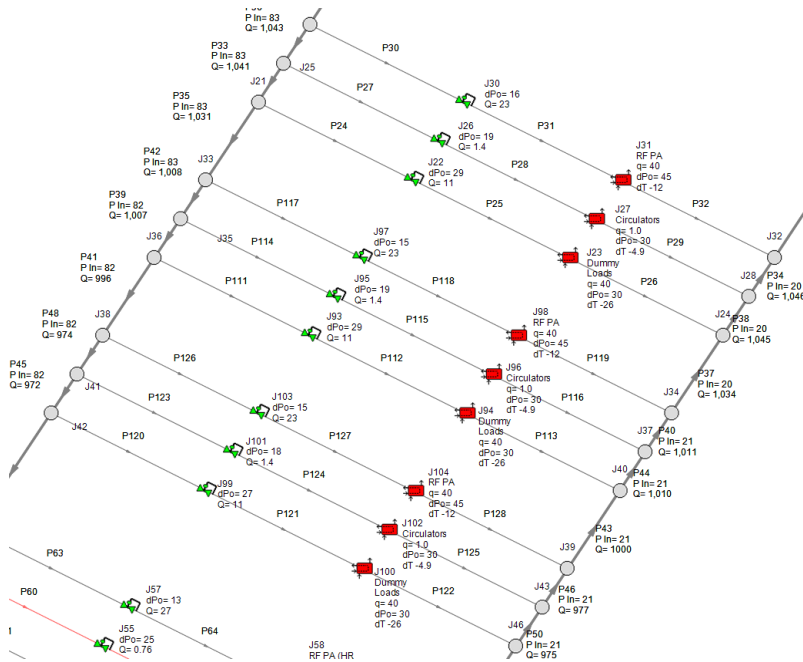 P In= 83
Q= 1,043
P33
P In= 83
Q= 1,041
J25
P30
J30
dPo= 16
Q= 23
P35
P In= 83
Q= 1,031
J21
P27
J26
dPo= 19
Q= 1.4
P31
P24
J22
dPo= 29
Q= 11
P28
J31
RF PA
q= 40
dPo= 45
dT -12
P42
P In= 83
Q= 1,008
J33
P32
P39
P In= 82
Q= 1,007
P117
P25
J27
Circulators
q= 1.0
dPo= 30
dT -4.9
P41
P In= 82
Q= 996
J36
J35
P114
J97
dPo= 15
Q= 23
P29
J32
J23
Dummy
Loads
q= 40
dPo= 30
dT -26
P34
P In= 20
Q= 1,046
J28
P26
P111
J95
dPo= 19
Q= 1.4
P118
P48
P In= 82
Q= 974
J38
J93
dPo= 29
Q= 11
P115
J98
RF PA
q= 40
dPo= 45
dT -12
J24
P38
P In= 20
Q= 1,045
P45
P In= 82
Q= 972
J41
P126
P112
P119
J96
Circulators
q= 1.0
dPo= 30
dT -4.9
P37
P In= 20
Q= 1,034
J42
P123
J103
dPo= 15
Q= 23
P116
J34
P120
J101
dPo= 18
Q= 1.4
P127
J94
Dummy
Loads
q= 40
dPo= 30
dT -26
P113
J37
P40
P In= 21
Q= 1,011
J99
dPo= 27
Q= 11
P124
J104
RF PA
q= 40
dPo= 45
dT -12
J40
P44
P In= 21
Q= 1,010
P121
P128
J102
Circulators
q= 1.0
dPo= 30
dT -4.9
P43
P In= 21
Q= 1000
P63
P125
J39
P60
J57
dPo= 13
Q= 27
J100
Dummy
Loads
q= 40
dPo= 30
dT -26
P122
J43
P46
P In= 21
Q= 977
J55
dPo= 25
Q= 0.76
P64
J58
RF PA (HR
J46
P50
P In= 21
Q= 975